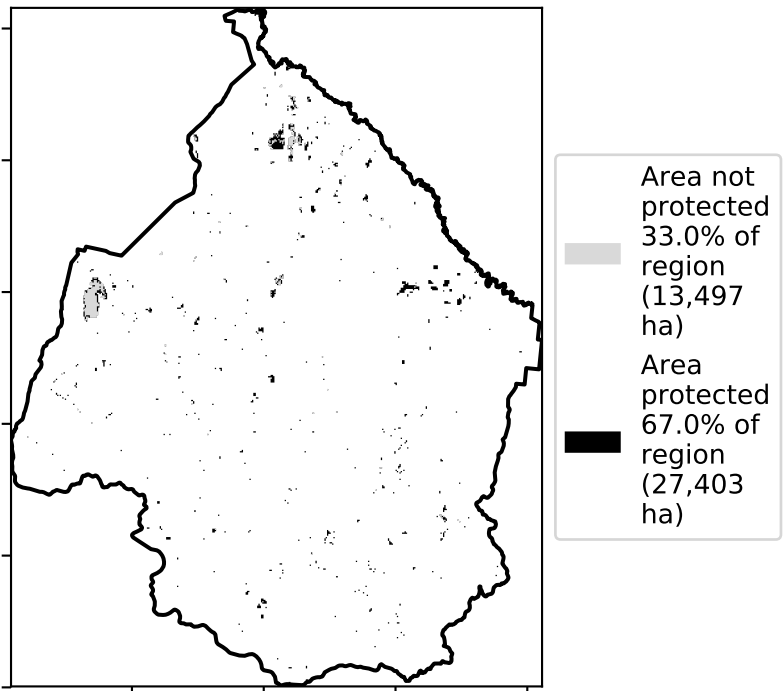 Area not
protected
33.0% of
region
(13,497
ha)
Area
protected
67.0% of
region
(27,403
ha)